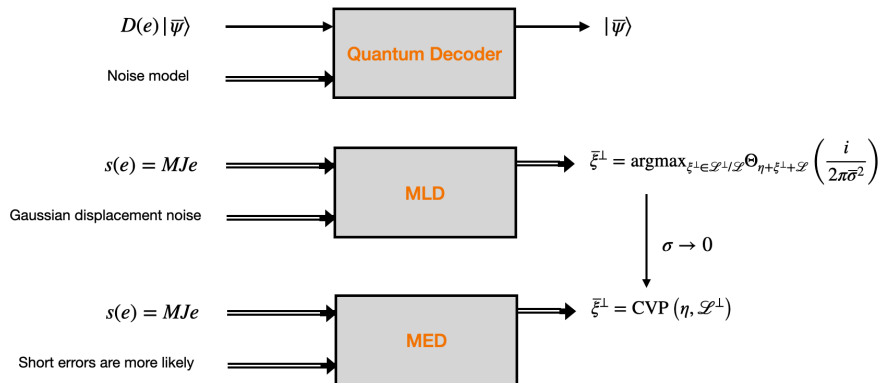 D(e)|ψ̅⟩
Quantum Decoder
|ψ̅⟩
Noise model
s(e) = MJe
MLD
ξ̅^⊥ = argmax_{ξ^⊥∈ℒ^⊥/ℒ} Θ_{η+ξ^⊥+ℒ} (i / 2πσ̅²)
Gaussian displacement noise
σ → 0
s(e) = MJe
MED
ξ̅^⊥ = CVP (η, ℒ^⊥)
Short errors are more likely